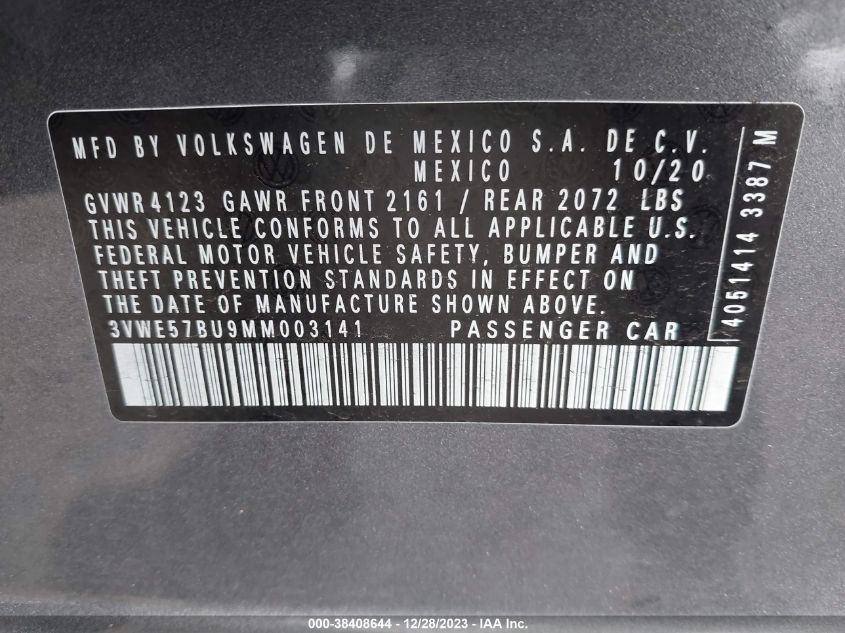 MFD BY VOLKSWAGEN DE MEXICO S.A. DE C.V.
MEXICO 10/20
GVWR 4123 GAWR FRONT 2161 / REAR 2072 LBS
THIS VEHICLE CONFORMS TO ALL APPLICABLE U.S.
FEDERAL MOTOR VEHICLE SAFETY, BUMPER AND
THEFT PREVENTION STANDARDS IN EFFECT ON
THE DATE OF MANUFACTURE SHOWN ABOVE.
3VWE57BU9MM003141 PASSENGER CAR
4051414 3387 M
000-38408644 - 12/28/2023 - IAA Inc.